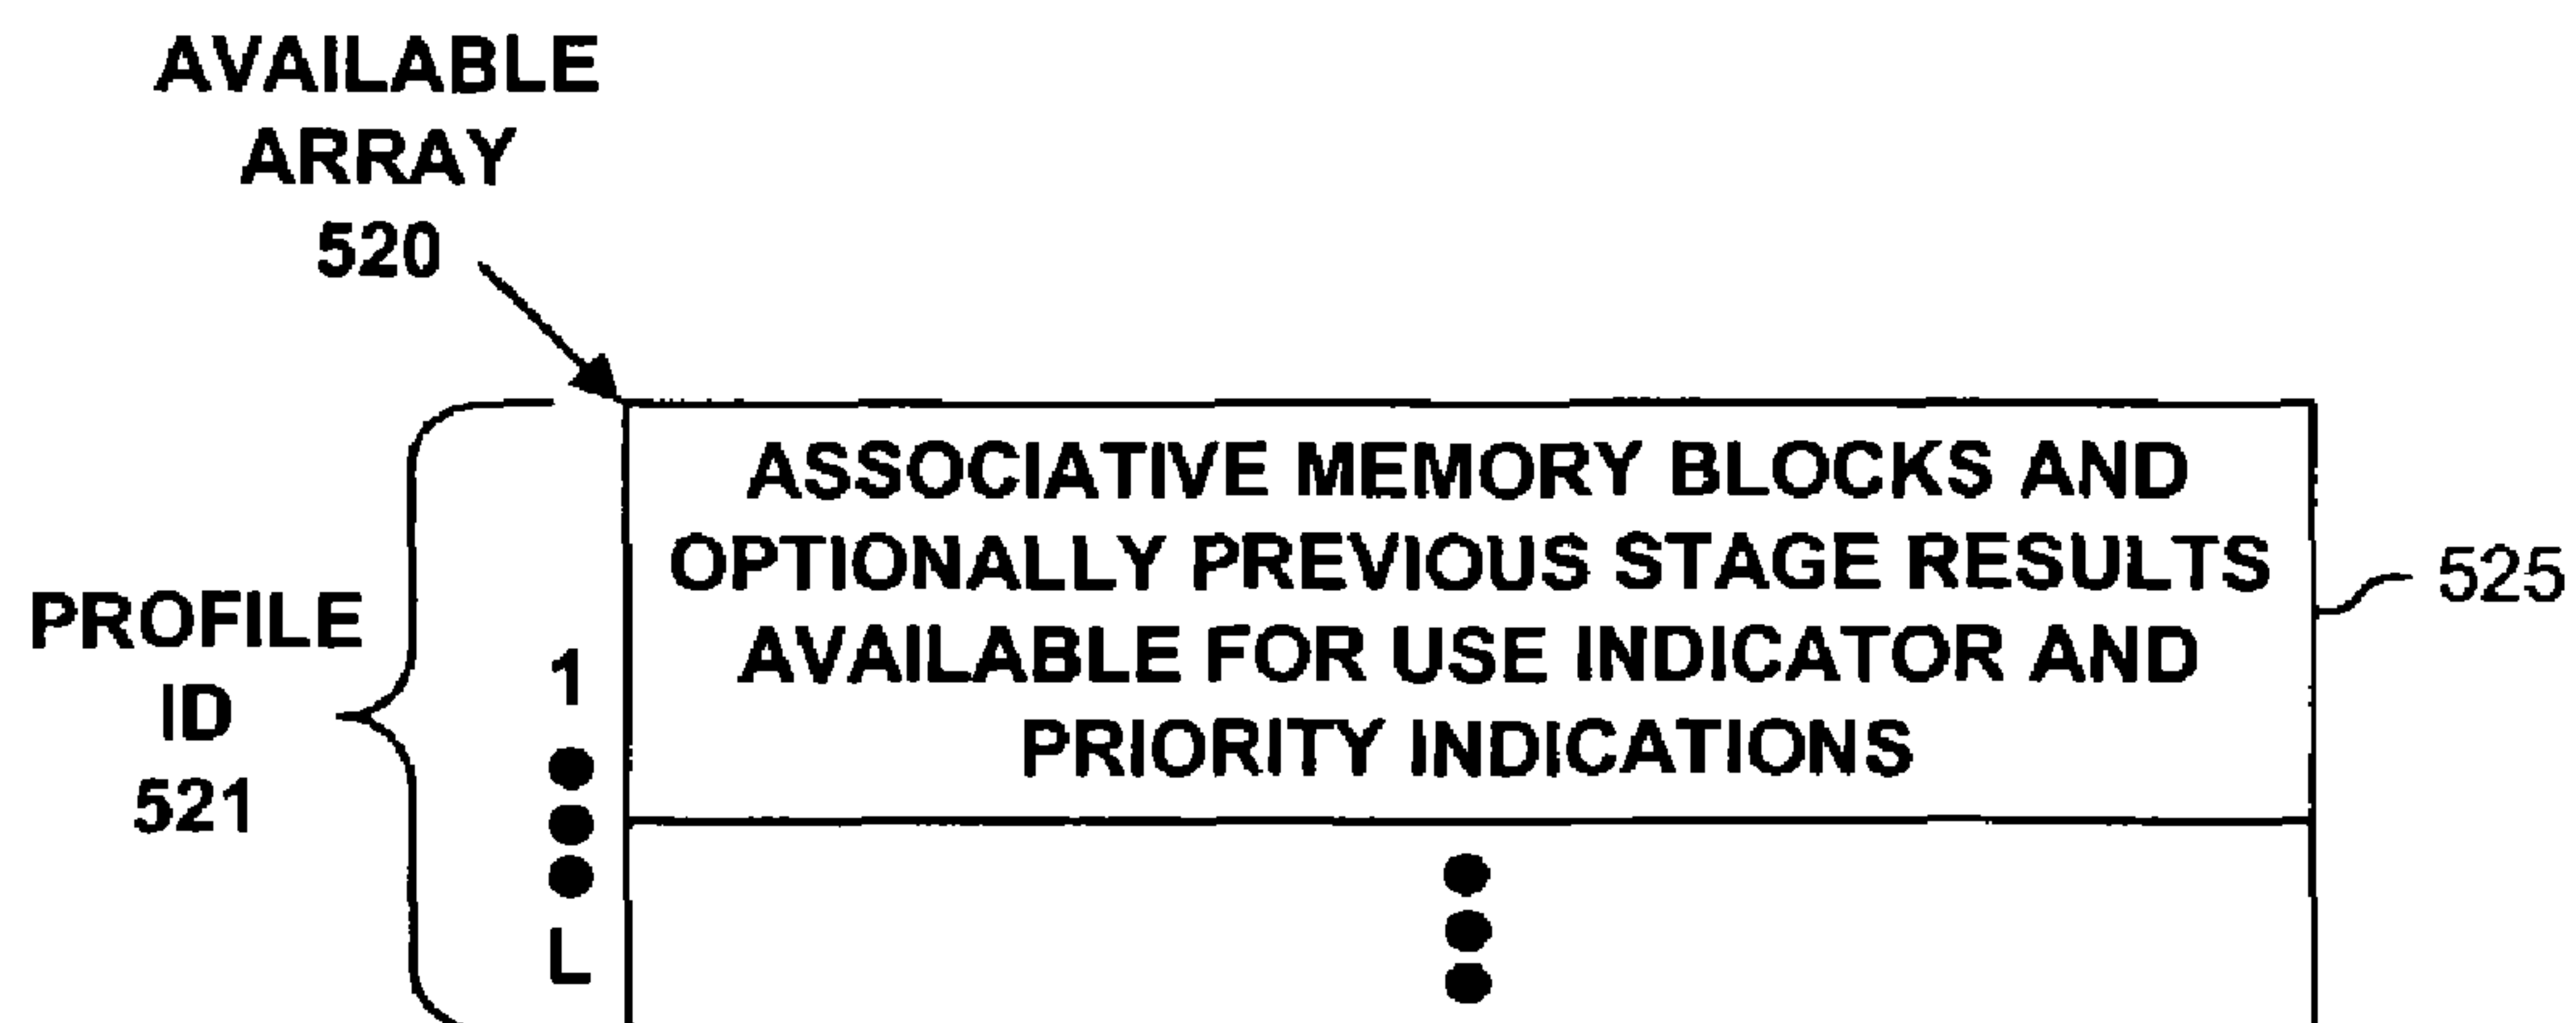 AVAILABLE
ARRAY
520
ASSOCIATIVE MEMORY BLOCKS AND
OPTIONALLY PREVIOUS STAGE RESULTS
AVAILABLE FOR USE INDICATOR AND
PRIORITY INDICATIONS
525
PROFILE
ID
521
1
L